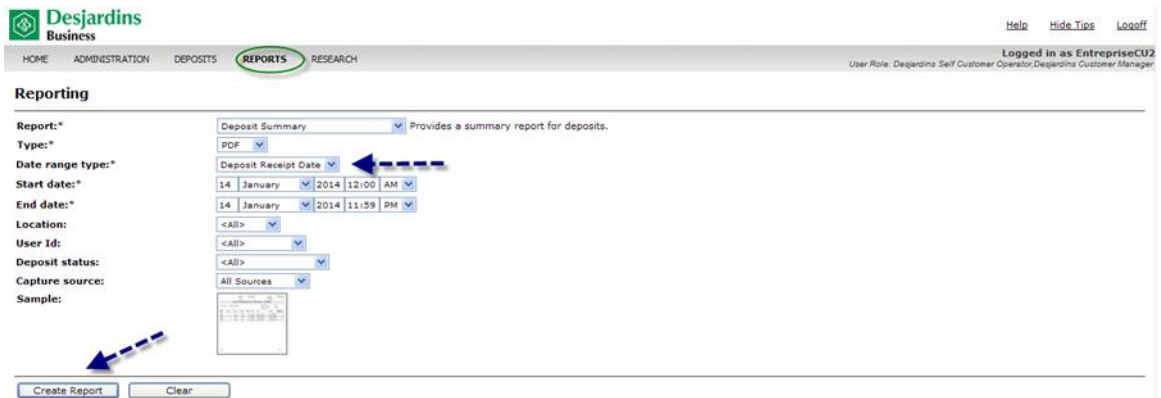 Desjardins
Business
Help Hide Tips Logoff
HOME ADMINISTRATION DEPOSITS REPORTS RESEARCH
Logged in as EntrepriseCU2
User Role: Desjardins Self Customer Operator,Desjardins Customer Manager
Reporting
Report:* Deposit Summary Provides a summary report for deposits.
Type:* PDF
Date range type:* Deposit Receipt Date
Start date:* 14 January 2014 12:00 AM
End date:* 14 January 2014 11:59 PM
Location: <All>
User Id: <All>
Deposit status: <All>
Capture source: All Sources
Sample:
Create Report Clear